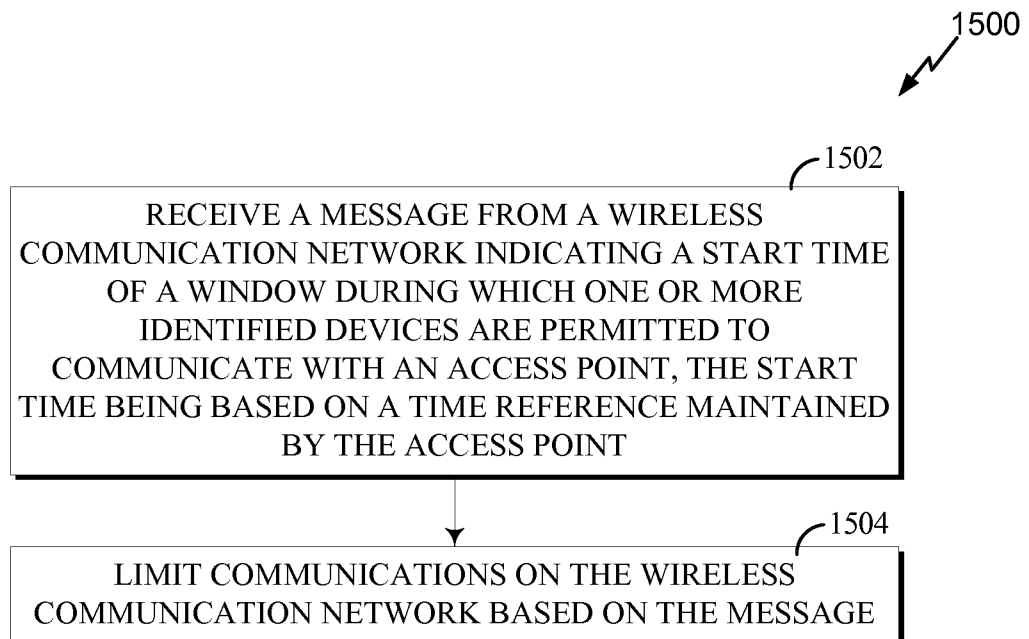 1500
1502
RECEIVE A MESSAGE FROM A WIRELESS
COMMUNICATION NETWORK INDICATING A START TIME
OF A WINDOW DURING WHICH ONE OR MORE
IDENTIFIED DEVICES ARE PERMITTED TO
COMMUNICATE WITH AN ACCESS POINT, THE START
TIME BEING BASED ON A TIME REFERENCE MAINTAINED
BY THE ACCESS POINT
1504
LIMIT COMMUNICATIONS ON THE WIRELESS
COMMUNICATION NETWORK BASED ON THE MESSAGE